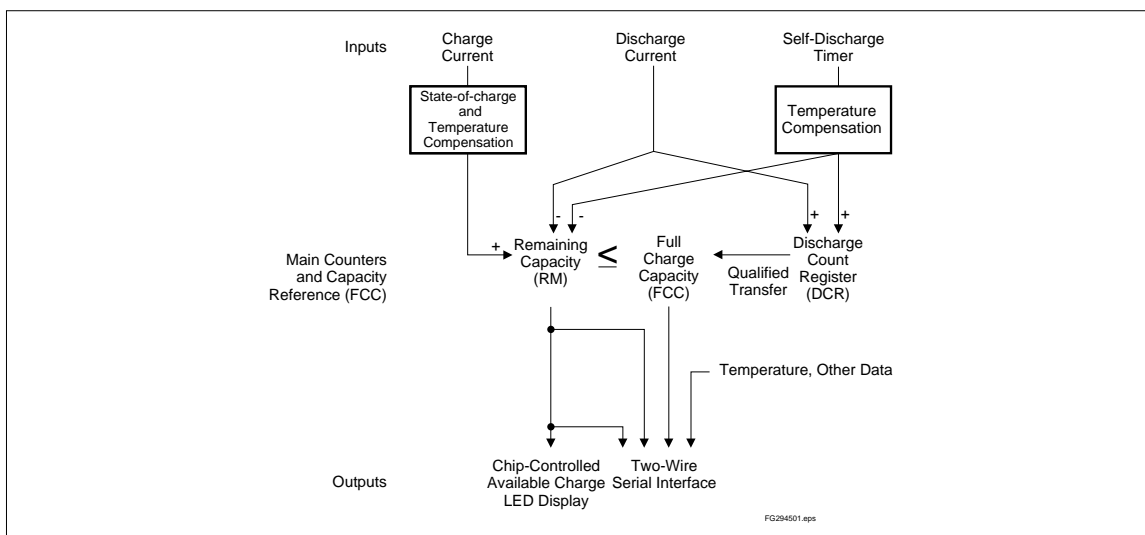 Inputs
Charge
Current
Discharge
Current
Self-Discharge
Timer
State-of-charge
and
Temperature
Compensation
Temperature
Compensation
- -
+ +
+
Main Counters
and Capacity
Reference (FCC)
Remaining
Capacity
(RM)
≤
Full
Charge
Capacity
(FCC)
Qualified
Transfer
Discharge
Count
Register
(DCR)
Temperature, Other Data
Outputs
Chip-Controlled
Available Charge
LED Display
Two-Wire
Serial Interface
FG294501.eps